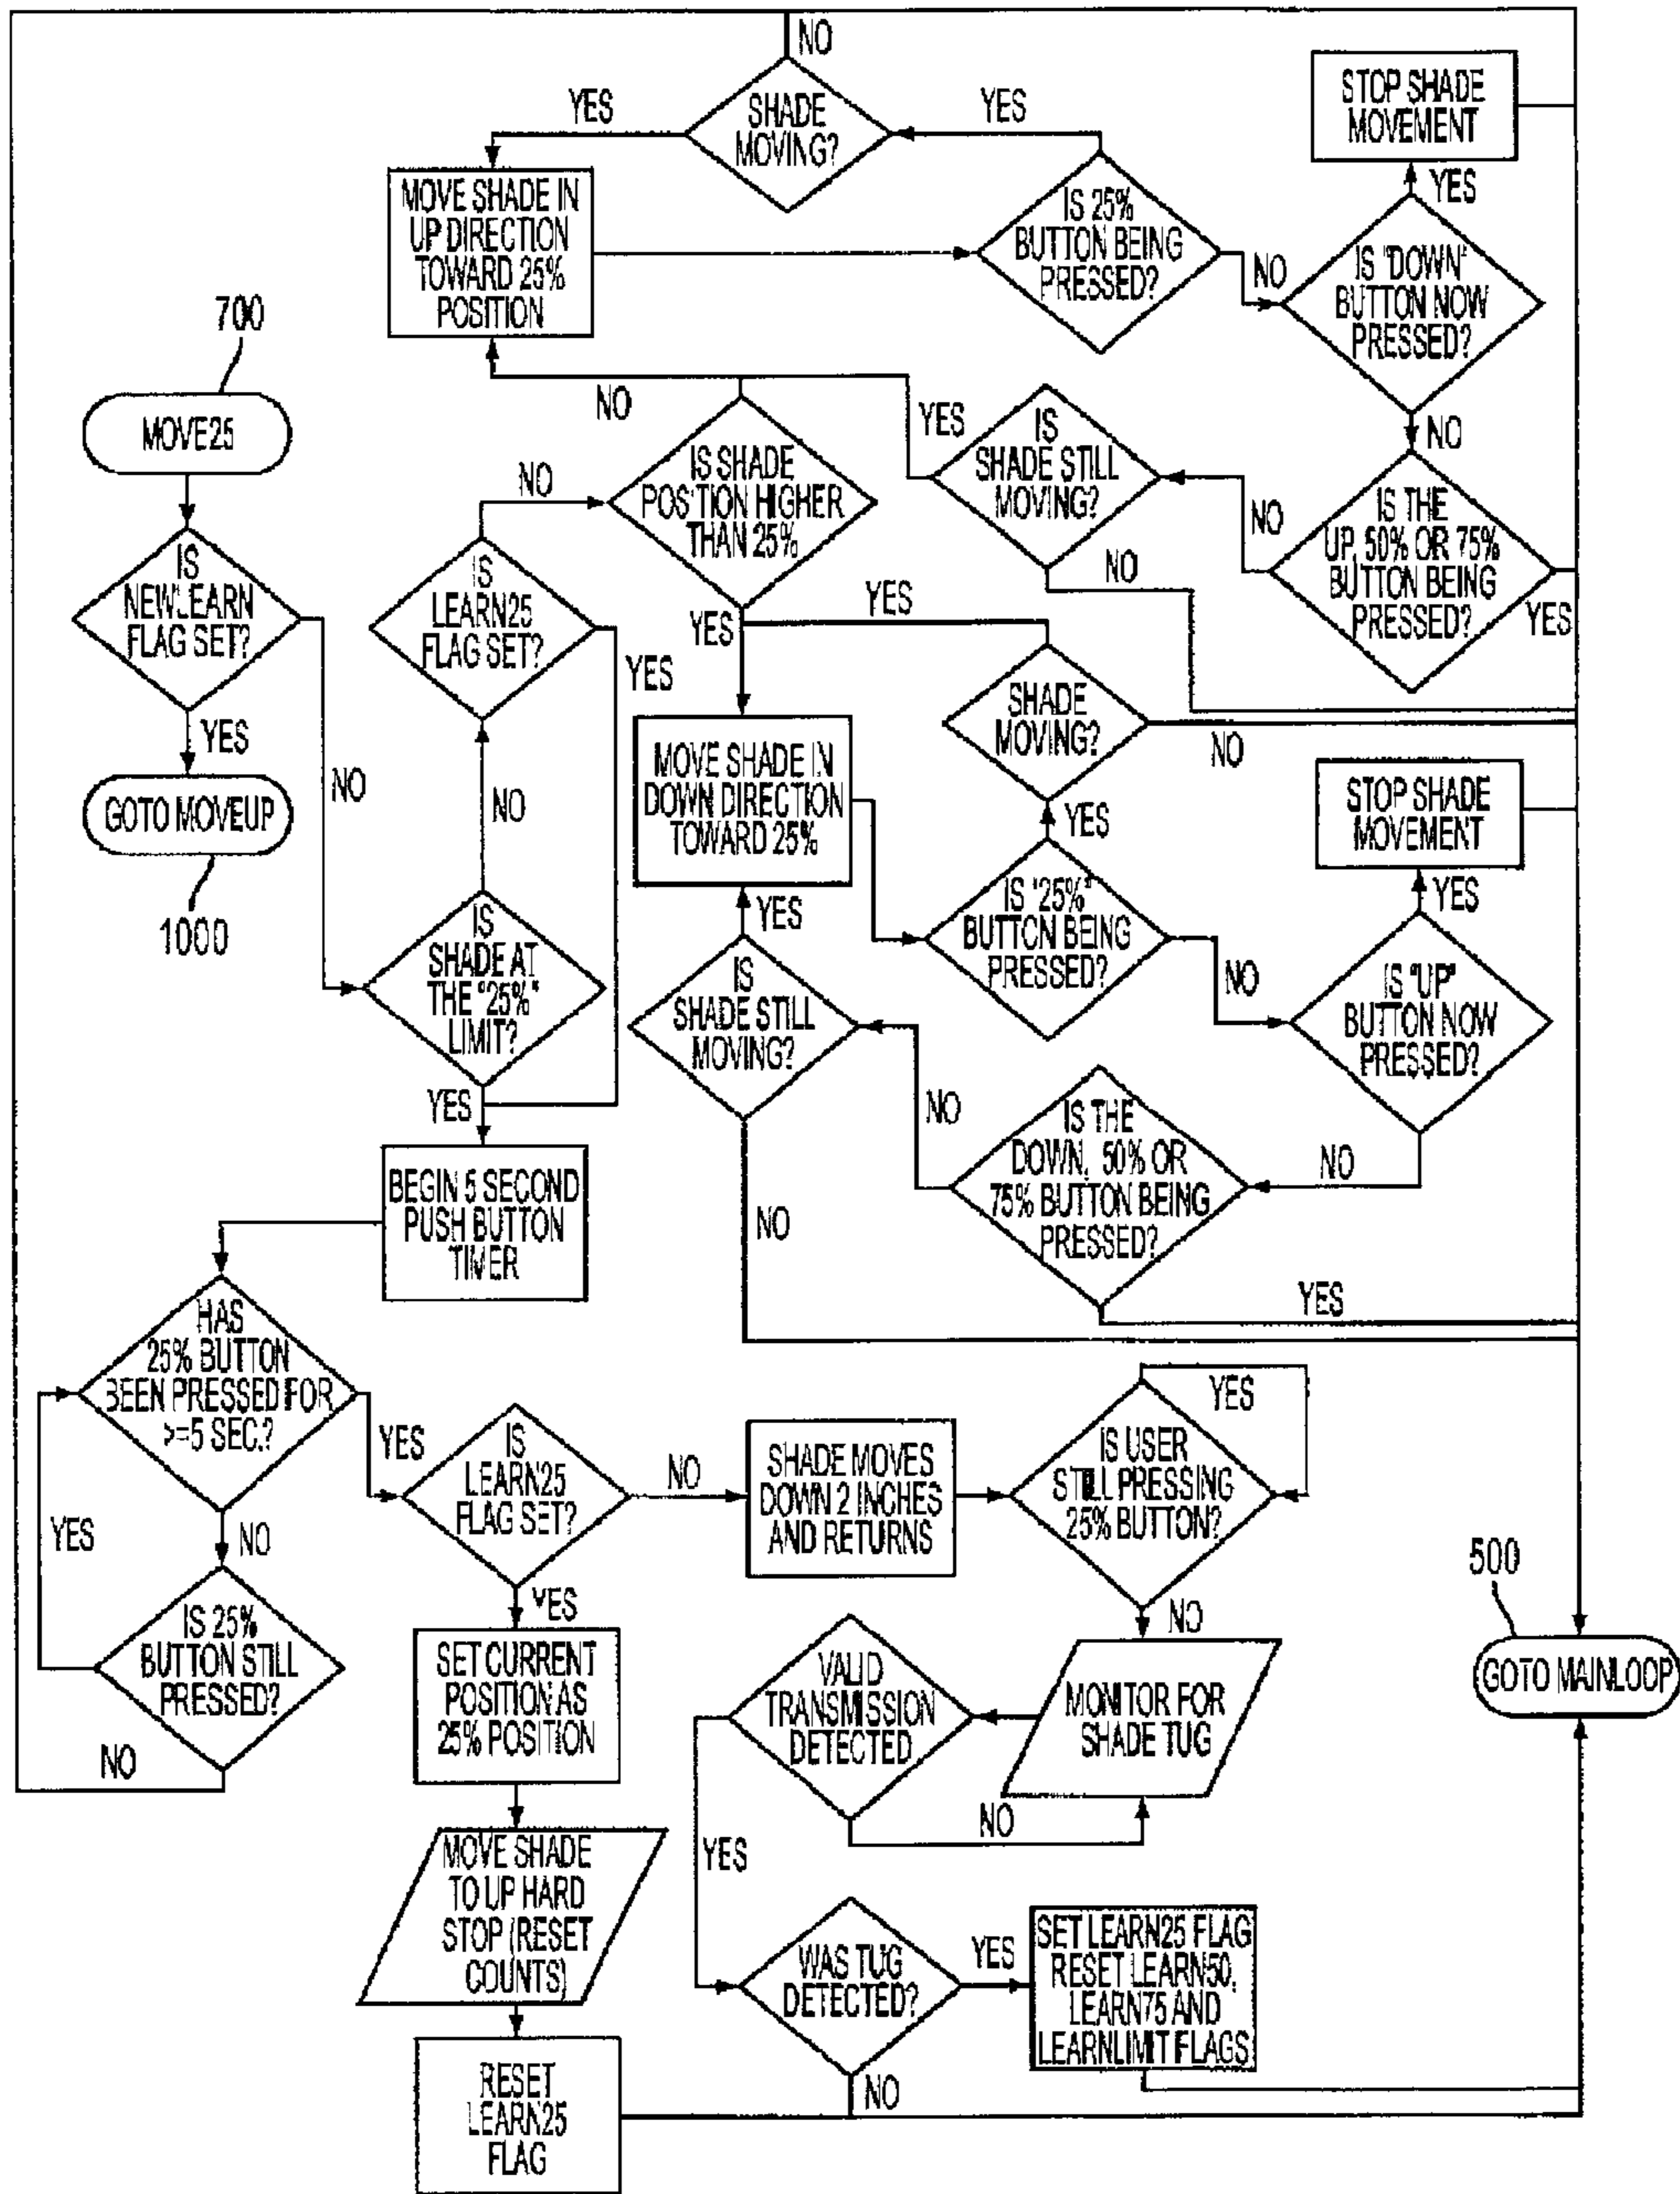 NO
SHADE
MOVING?
YES
YES
STOP SHADE
MOVEMENT
MOVE SHADE IN
UP DIRECTION
TOWARD 25%
POSITION
IS 25%
BUTTON BEING
PRESSED?
YES
NO
IS "DOWN"
BUTTON NOW
PRESSED?
700
MOVE25
NO
YES
IS
SHADE STILL
MOVING?
NO
IS SHADE
POSITION HIGHER
THAN 25%
NO
NO
IS THE
UP, 50% OR 75%
BUTTON BEING
PRESSED?
IS
NEWLEARN
FLAG SET?
IS
LEARN25
FLAG SET?
NO
YES
YES
YES
YES
YES
GOTO MOVEUP
1000
NO
NO
SHADE
MOVING?
NO
MOVE SHADE IN
DOWN DIRECTION
TOWARD 25%
STOP SHADE
MOVEMENT
YES
YES
YES
IS
SHADE AT
THE "25%"
LIMIT?
IS "25%"
BUTTON BEING
PRESSED?
NO
IS
SHADE STILL
MOVING?
IS "UP"
BUTTON NOW
PRESSED?
YES
NO
NO
IS THE
DOWN, 50% OR
75% BUTTON BEING
PRESSED?
BEGIN 5 SECOND
PUSH BUTTON
TIMER
NO
YES
HAS
25% BUTTON
BEEN PRESSED FOR
>=5 SEC.?
YES
YES
IS
LEARN25
FLAG SET?
NO
SHADE MOVES
DOWN 2 INCHES
AND RETURNS
IS USER
STILL PRESSING
25% BUTTON?
YES
NO
500
IS 25%
BUTTON STILL
PRESSED?
YES
NO
SET CURRENT
POSITION AS
25% POSITION
VALID
TRANSMISSION
DETECTED
MONITOR FOR
SHADE TUG
GOTO MAINLOOP
NO
NO
YES
MOVE SHADE
TO UP HARD
STOP (RESET
COUNTS)
WAS TUG
DETECTED?
YES
SET LEARN25 FLAG
RESET LEARN50,
LEARN75 AND
LEARNLIMIT FLAGS
NO
RESET
LEARN25
FLAG